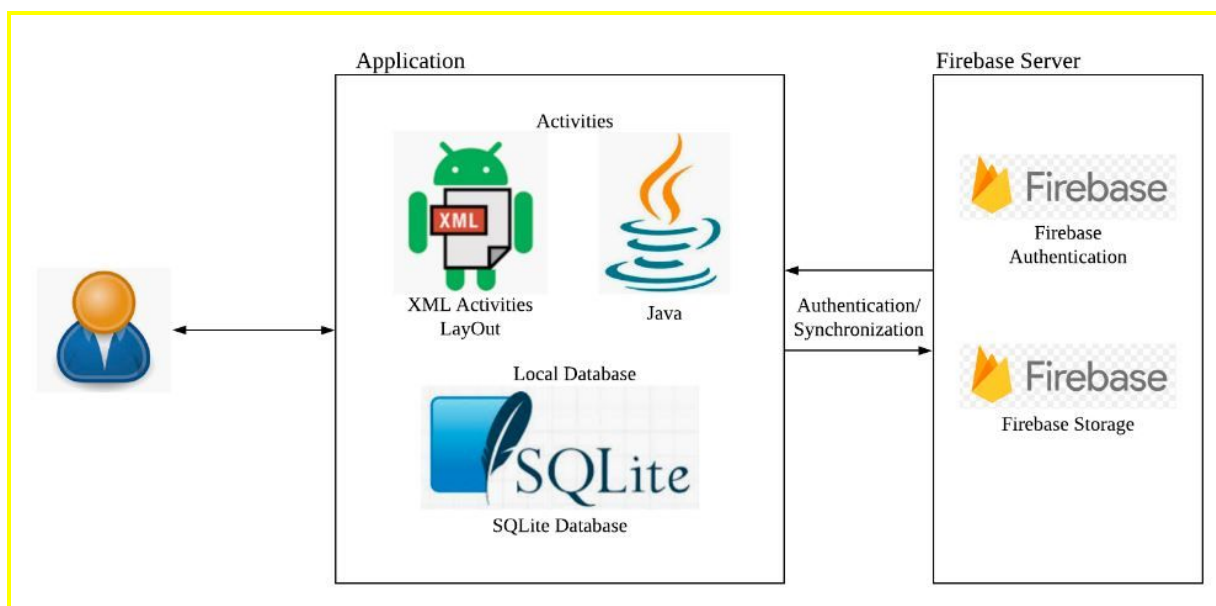 Application
Firebase Server
Activities
XML
XML Activities
LayOut
Java
Local Database
SQLite
SQLite Database
Authentication/
Synchronization
Firebase
Firebase
Authentication
Firebase
Firebase Storage